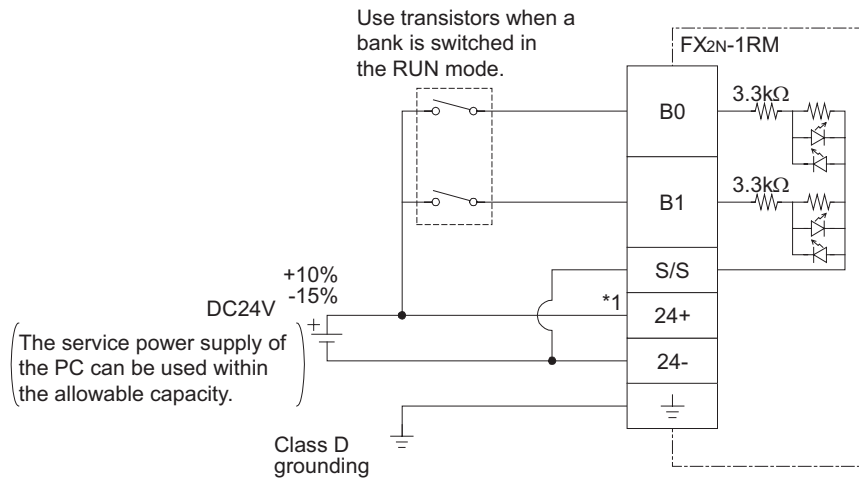 Use transistors when a
bank is switched in
the RUN mode.
FX2N-1RM
3.3kΩ
B0
3.3kΩ
B1
S/S
+10%
-15%
DC24V
*1
24+
+
The service power supply of
the PC can be used within
the allowable capacity.
24-
Class D
grounding